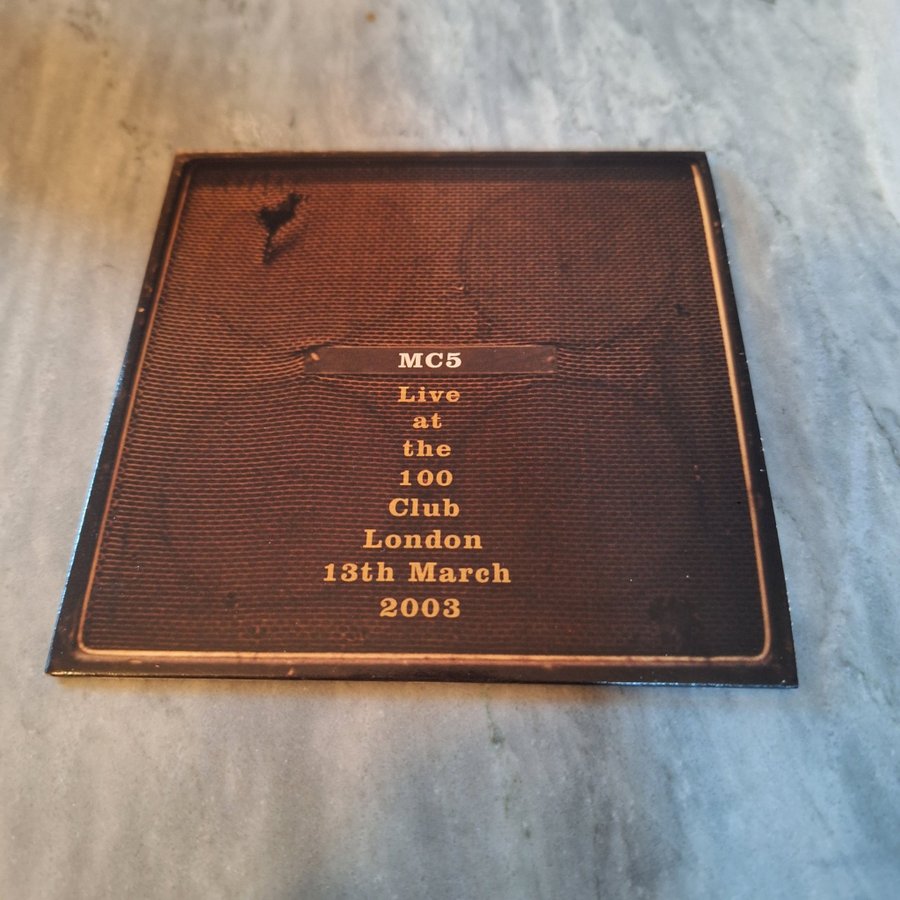 MC5
Live
at
the
100
Club
London
13th March
2003